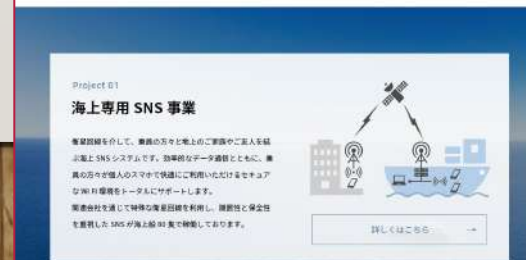 Project 01
海上専用 SNS 事業
衛星回線を介して、乗員の方々と地上のご家族やご友人を結
ぶ海上 SNS システムです。効率的なデータ通信とともに、乗
員の方々が個人のスマホで快適にご利用いただけるセキュア
な Wi Fi 環境をトータルにサポートします。
関連会社を通じて特殊な衛星回線を利用し、隠匿性と保全性
を重視した SNS が海上船 80 隻で稼働しております。
詳しくはこちら →